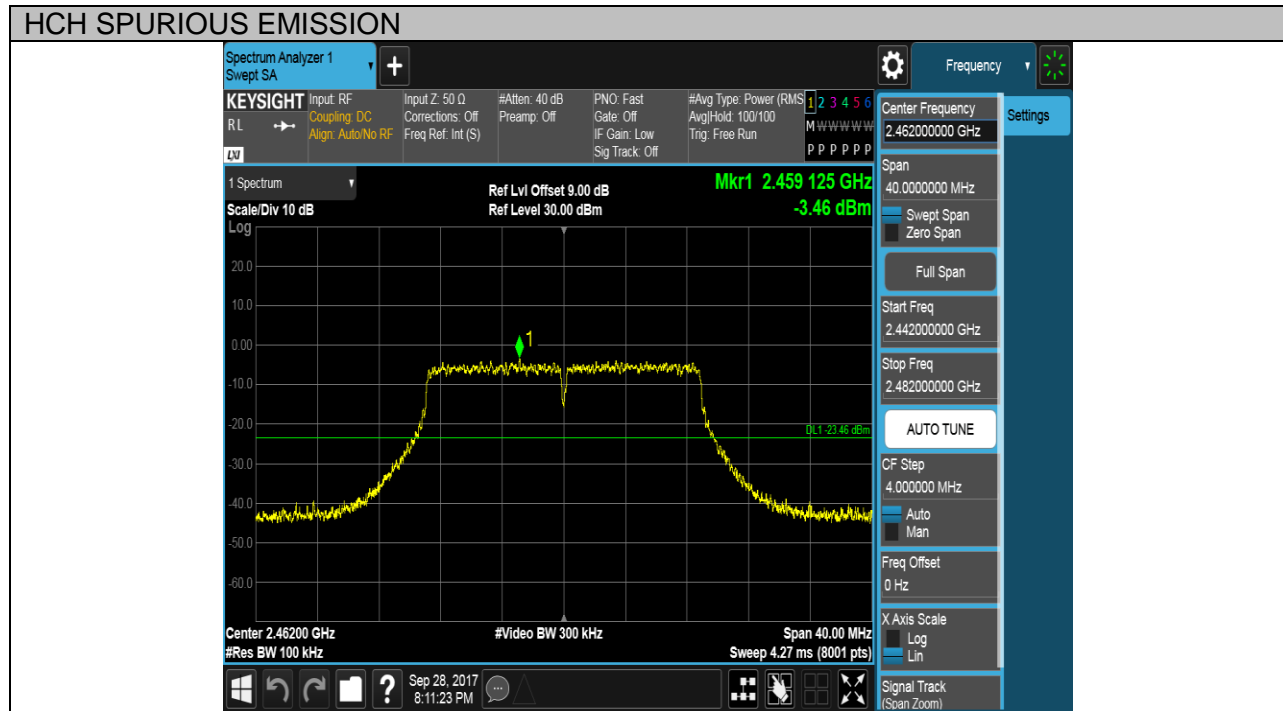 HCH SPURIOUS EMISSION
Spectrum Analyzer 1
Swept SA
Frequency
KEYSIGHT
RL
LXI
Input: RF
Coupling: DC
Align: Auto/No RF
Input Z: 50 Ω
Corrections: Off
Freq Ref: Int (S)
#Atten: 40 dB
Preamp: Off
PNO: Fast
Gate: Off
IF Gain: Low
Sig Track: Off
#Avg Type: Power (RMS
Avg|Hold: 100/100
Trig: Free Run
1 2 3 4 5 6
M W W W W W
P P P P P P
1 Spectrum
Scale/Div 10 dB
Log
Ref Lvl Offset 9.00 dB
Ref Level 30.00 dBm
Mkr1 2.459 125 GHz
-3.46 dBm
20.0
10.0
0.00
1
-10.0
-20.0
DL1 -23.46 dBm
-30.0
-40.0
-50.0
-60.0
Center 2.46200 GHz
#Video BW 300 kHz
Span 40.00 MHz
#Res BW 100 kHz
Sweep 4.27 ms (8001 pts)
?
Sep 28, 2017
8:11:23 PM
Center Frequency
2.462000000 GHz
Settings
Span
40.0000000 MHz
Swept Span
Zero Span
Full Span
Start Freq
2.442000000 GHz
Stop Freq
2.482000000 GHz
AUTO TUNE
CF Step
4.000000 MHz
Auto
Man
Freq Offset
0 Hz
X Axis Scale
Log
Lin
Signal Track
(Span Zoom)